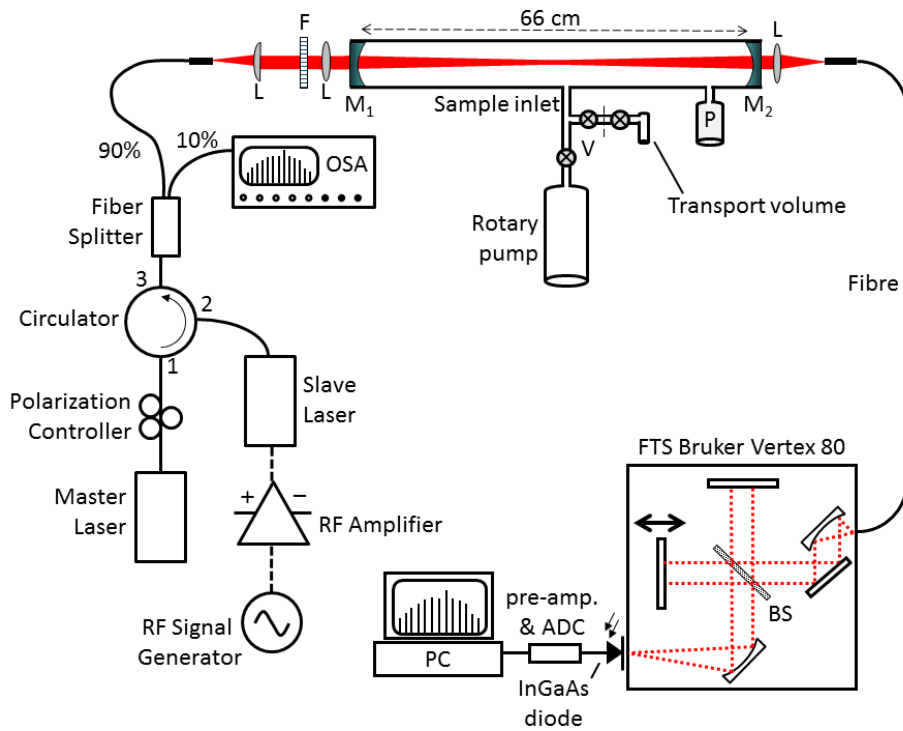 66 cm
F
L
L
L
M1
M2
Sample inlet
P
V
90%
10%
OSA
Transport volume
Fiber
Splitter
Rotary
pump
Fibre
3
2
Circulator
1
Slave
Laser
Polarization
Controller
FTS Bruker Vertex 80
Master
Laser
+
−
RF Amplifier
BS
pre-amp.
& ADC
RF Signal
Generator
PC
InGaAs
diode